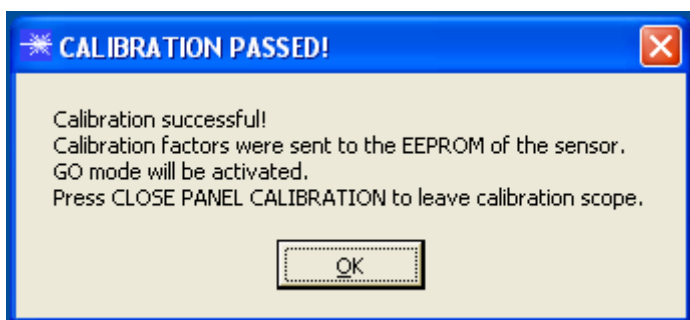 CALIBRATION PASSED!
Calibration successful!
Calibration factors were sent to the EEPROM of the sensor.
GO mode will be activated.
Press CLOSE PANEL CALIBRATION to leave calibration scope.
OK